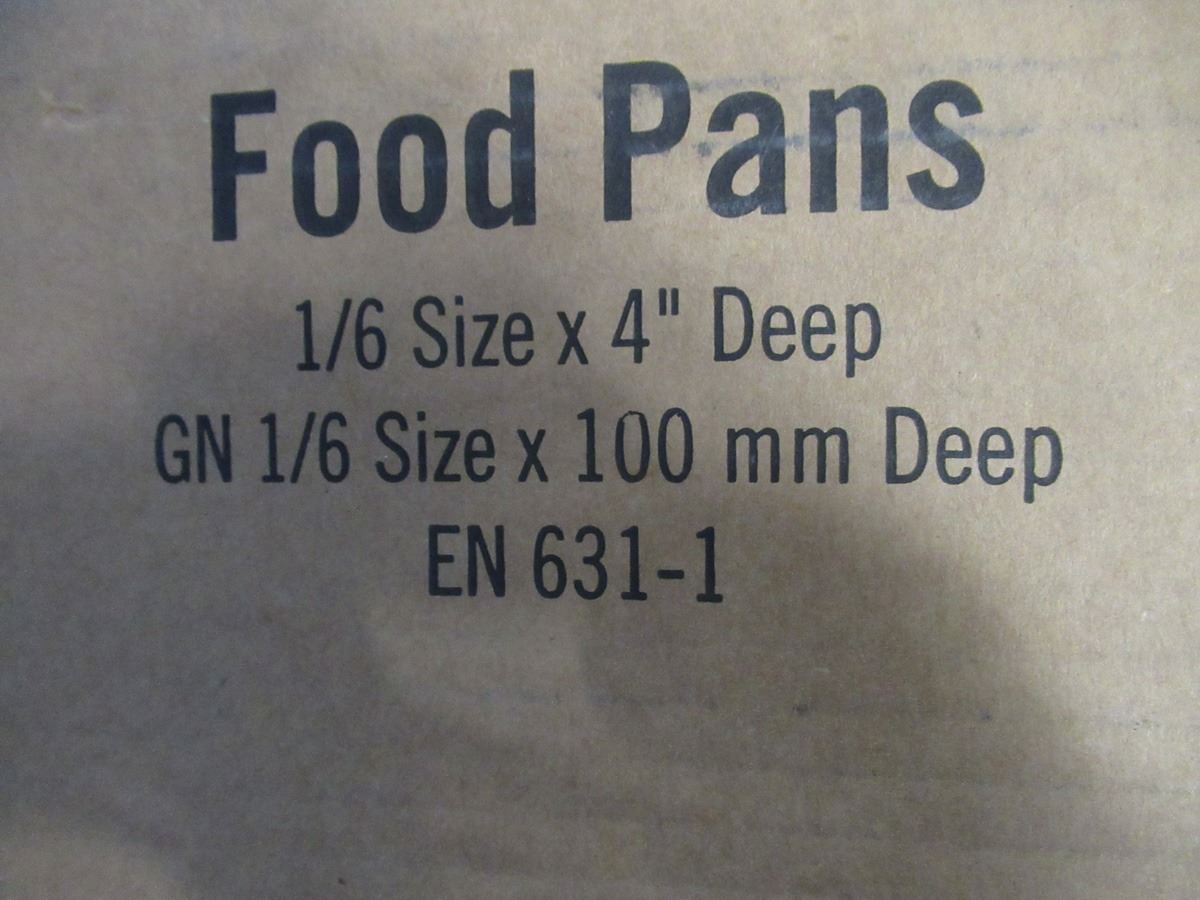 Food Pans
1/6 Size x 4" Deep
GN 1/6 Size x 100 mm Deep
EN 631-1